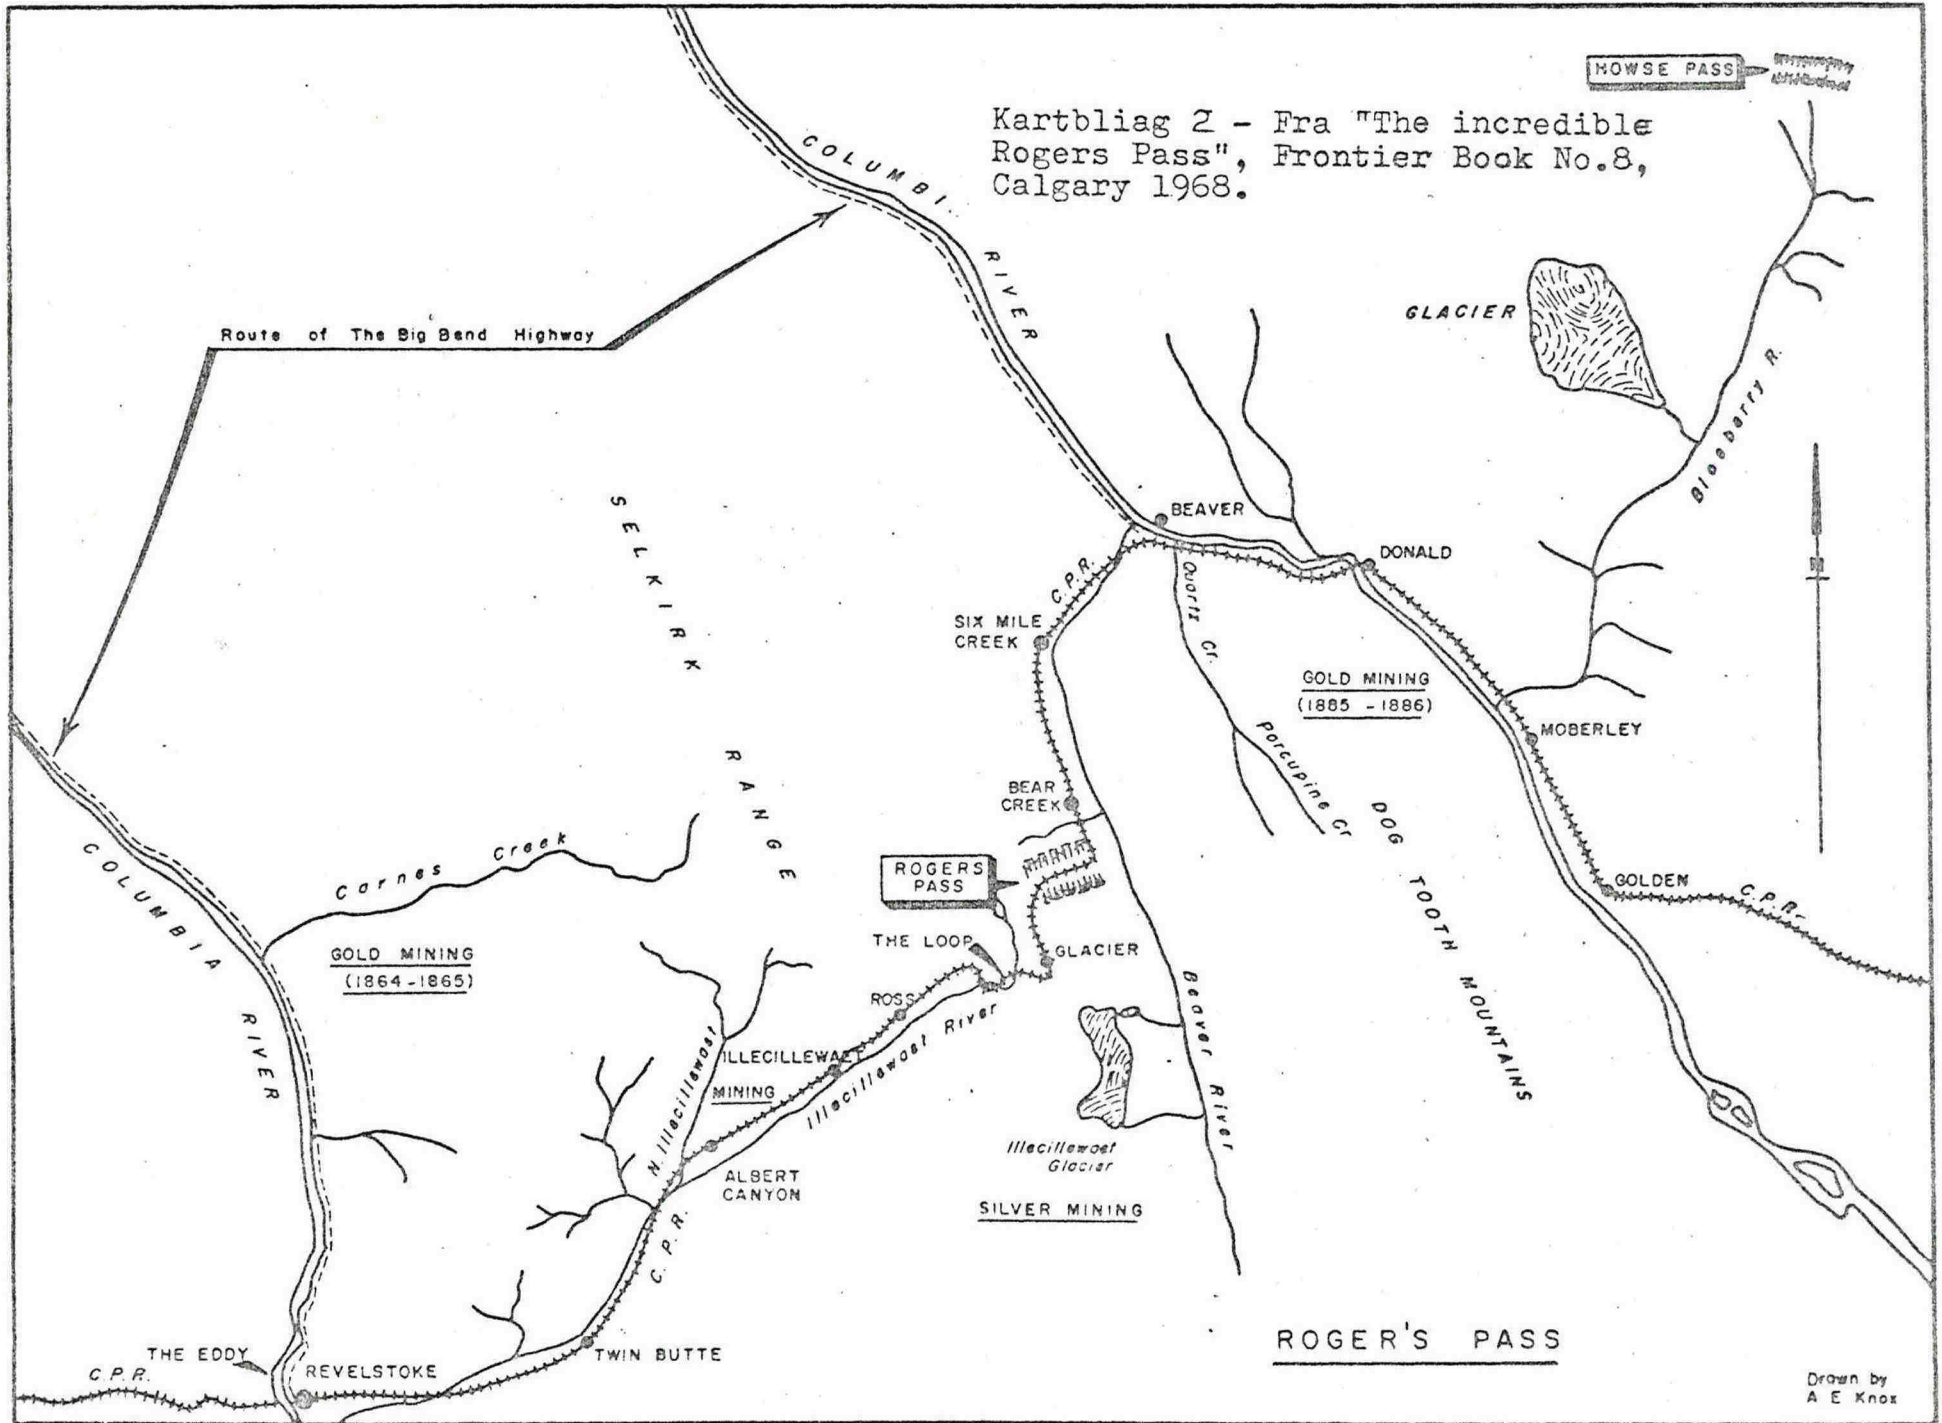 HOWSE PASS
Kartbliag 2 - Fra "The incredible
Rogers Pass", Frontier Book No.8,
Calgary 1968.
COLUMBI
RIVER
GLACIER
Route of The Big Bend Highway
Bloeberry R.
SELKIRK
RANGE
BEAVER
DONALD
C.P.R.
Quartz Cr.
SIX MILE
CREEK
GOLD MINING
(1885 - 1886)
MOBERLEY
Porcupine Cr
BEAR
CREEK
DOG TOOTH MOUNTAINS
COLUMBIA
RIVER
Carnes Creek
ROGERS
PASS
GOLDEN
C.P.R.
GOLD MINING
(1864 - 1865)
THE LOOP
GLACIER
ROSS
Beaver River
Illecillewaet River
N. Illecillewaet
ILLECILLEWAET
MINING
Illecillewaet
Glacier
ALBERT
CANYON
SILVER MINING
C.P.R.
THE EDDY
C.P.R.
REVELSTOKE
TWIN BUTTE
ROGER'S PASS
Drawn by
A E Knox
N